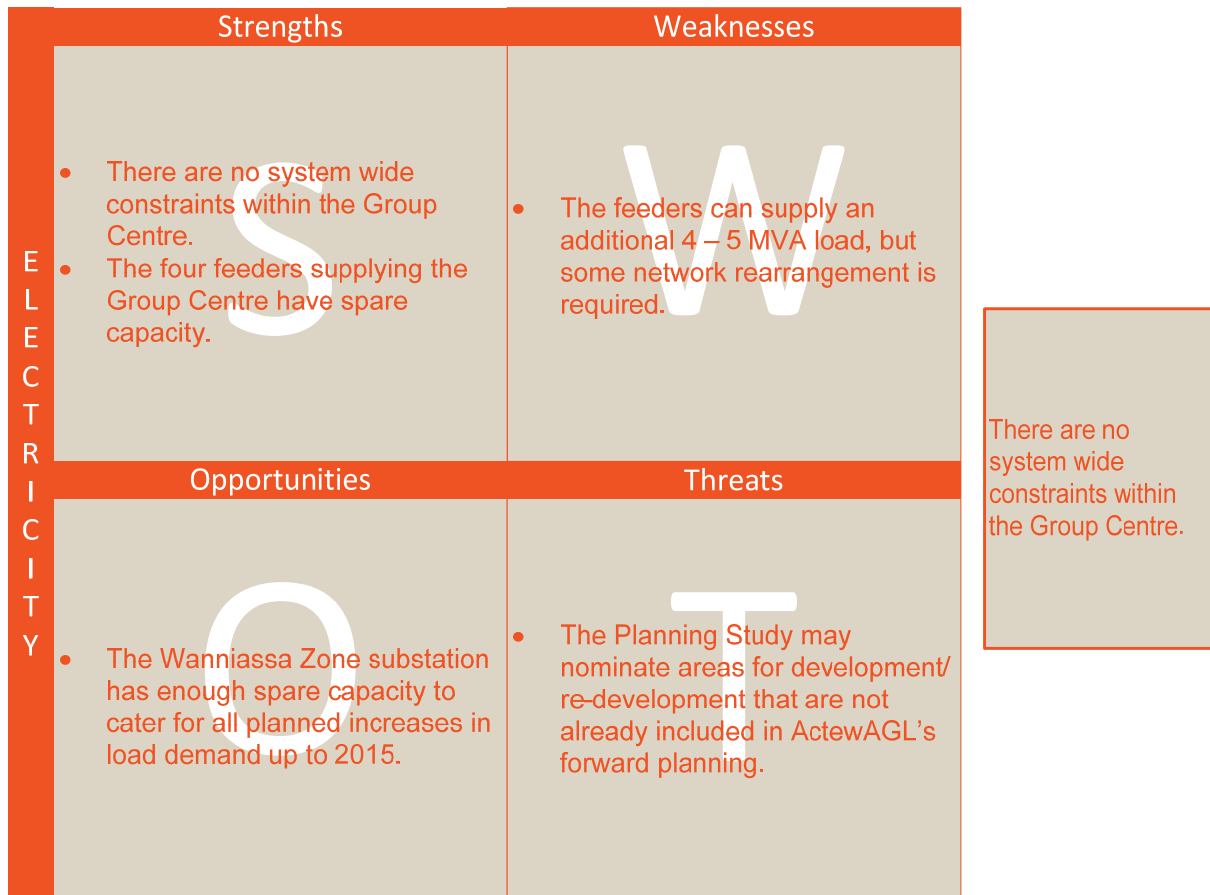 ELECTRICITY
Strengths
S
• There are no system wide
constraints within the Group
Centre.
• The four feeders supplying the
Group Centre have spare
capacity.
Weaknesses
W
• The feeders can supply an
additional 4 – 5 MVA load, but
some network rearrangement is
required.
Opportunities
O
• The Wanniassa Zone substation
has enough spare capacity to
cater for all planned increases in
load demand up to 2015.
Threats
T
• The Planning Study may
nominate areas for development/
re-development that are not
already included in ActewAGL's
forward planning.
There are no
system wide
constraints within
the Group Centre.